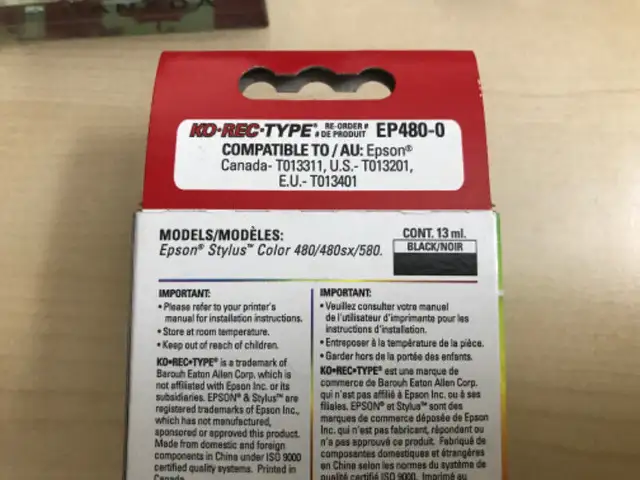 KO•REC•TYPE® RE-ORDER # EP480-0
# DE PRODUIT
COMPATIBLE TO / AU: Epson®
Canada- T013311, U.S.- T013201,
E.U.- T013401
MODELS/MODÈLES:
Epson® Stylus™ Color 480/480sx/580.
CONT. 13 ml.
BLACK/NOIR
IMPORTANT:
• Please refer to your printer's
manual for installation instructions.
• Store at room temperature.
• Keep out of reach of children.
KO•REC•TYPE® is a trademark of
Barouh Eaton Allen Corp. which is
not affiliated with Epson Inc. or its
subsidiaries. EPSON® & Stylus™ are
registered trademarks of Epson Inc.,
which has not manufactured,
sponsored or approved this product.
Made from domestic and foreign
components in China under ISO 9000
certified quality systems. Printed in
Canada
IMPORTANT:
• Veuillez consulter votre manuel
de l'utilisateur d'imprimante pour les
instructions d'installation.
• Entreposer à la température de la pièce.
• Garder hors de la portée des enfants.
KO•REC•TYPE® est une marque de
commerce de Barouh Eaton Allen Corp.
qui n'est pas affilié à Epson Inc. ou à ses
filiales. EPSON® et Stylus™ sont des
marques de commerce déposée de Epson
Inc. qui n'est pas fabricant, répondant ou
n'a pas approuvé ce produit. Fabriqué de
composantes domestiques et étrangères
en Chine selon les normes du système de
qualité certifié ISO 9000. Imprimé au